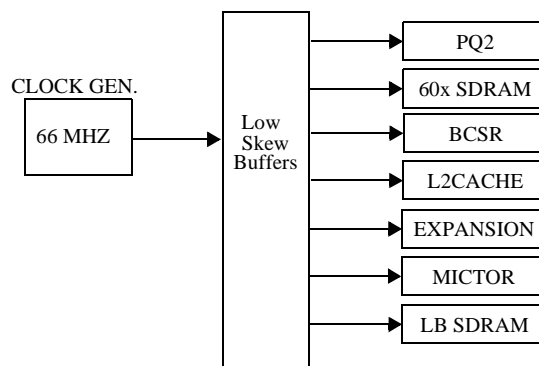 CLOCK GEN.
66 MHZ
Low
Skew
Buffers
PQ2
60x SDRAM
BCSR
L2CACHE
EXPANSION
MICTOR
LB SDRAM